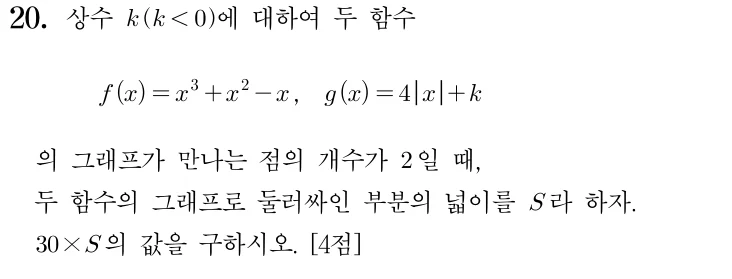 20. 상수 k(k<0)에 대하여 두 함수
f(x)=x³+x²-x, g(x)=4|x|+k
의 그래프가 만나는 점의 개수가 2일 때,
두 함수의 그래프로 둘러싸인 부분의 넓이를 S라 하자.
30×S의 값을 구하시오. [4점]